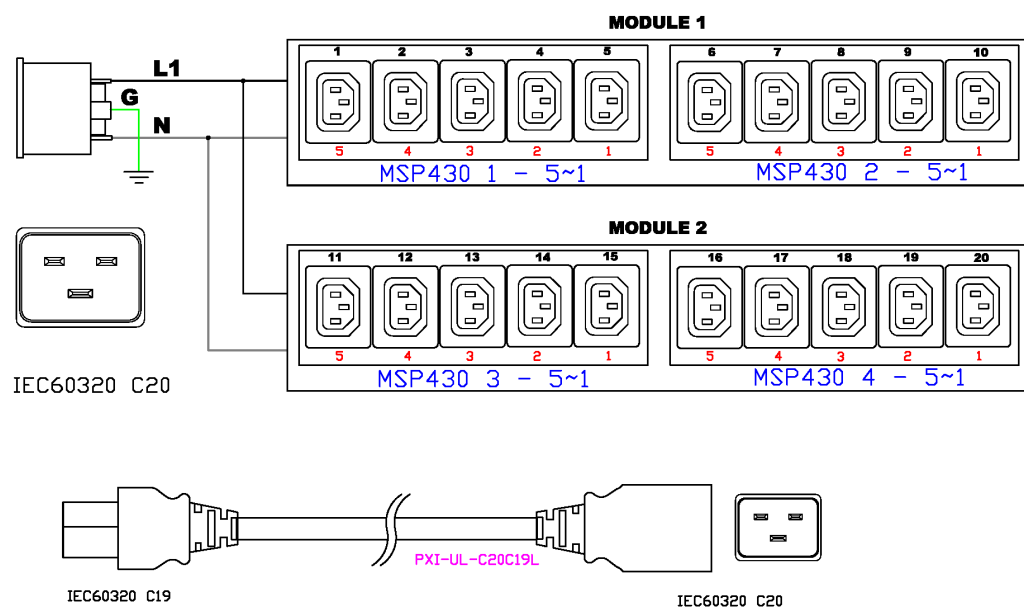 MODULE 1
1 2 3 4 5 6 7 8 9 10
L1
G
N
5 4 3 2 1 5 4 3 2 1
MSP430 1 - 5~1 MSP430 2 - 5~1
MODULE 2
11 12 13 14 15 16 17 18 19 20
5 4 3 2 1 5 4 3 2 1
MSP430 3 - 5~1 MSP430 4 - 5~1
IEC60320 C20
PXI-UL-C20C19L
IEC60320 C19
IEC60320 C20